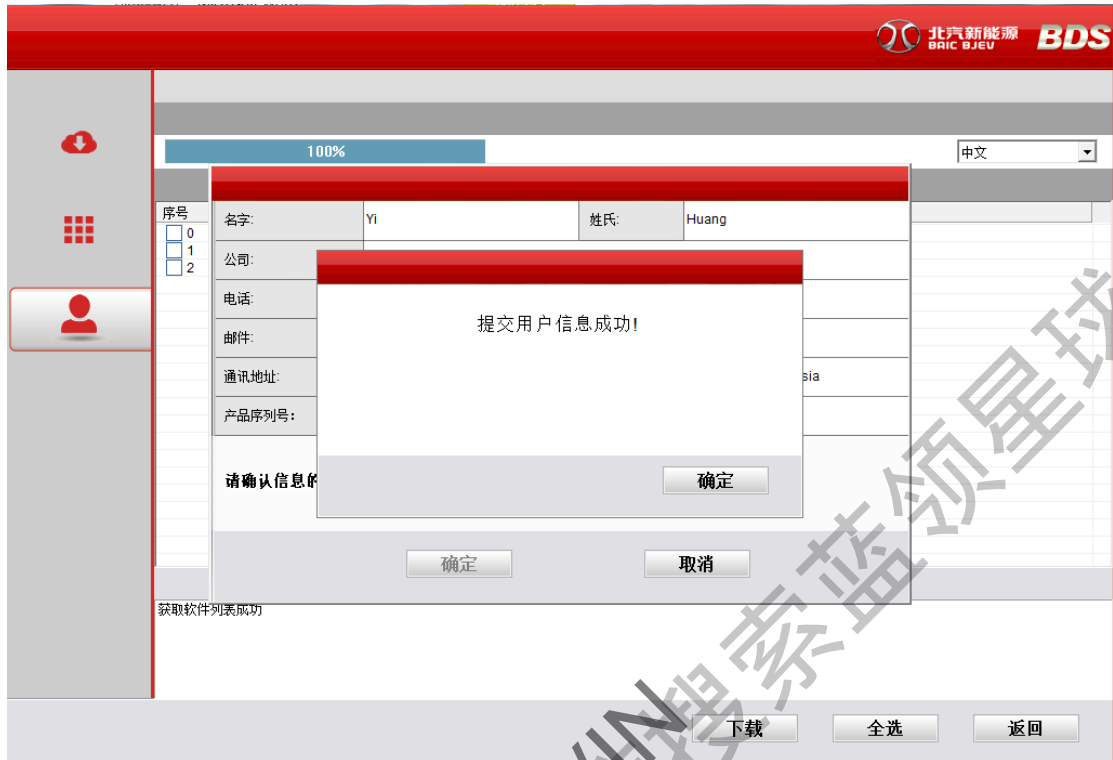 北汽新能源 BDS
BAIC BJEV
100%
中文
序号
0
1
2
名字: Yi 姓氏: Huang
公司:
电话:
邮件:
通讯地址: sia
产品序列号:
提交用户信息成功!
确定
请确认信息的
确定 取消
获取软件列表成功
下载 全选 返回
搜索蓝领星球